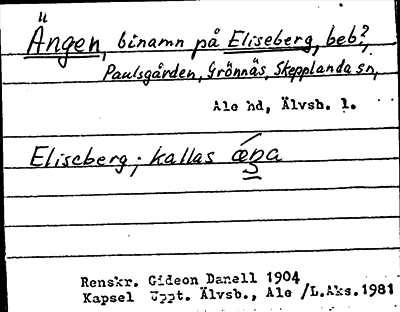 Ängen, binamn på Eliseberg, beb?,
Paulsgården, Grönnäs, Skepplanda sn,
Ale hd, Älvsb. l.
Eliseberg; kallas
Renskr. Gideon Danell 1904
Kapsel Uppt. Älvsb., Ale /L.Aks.1981